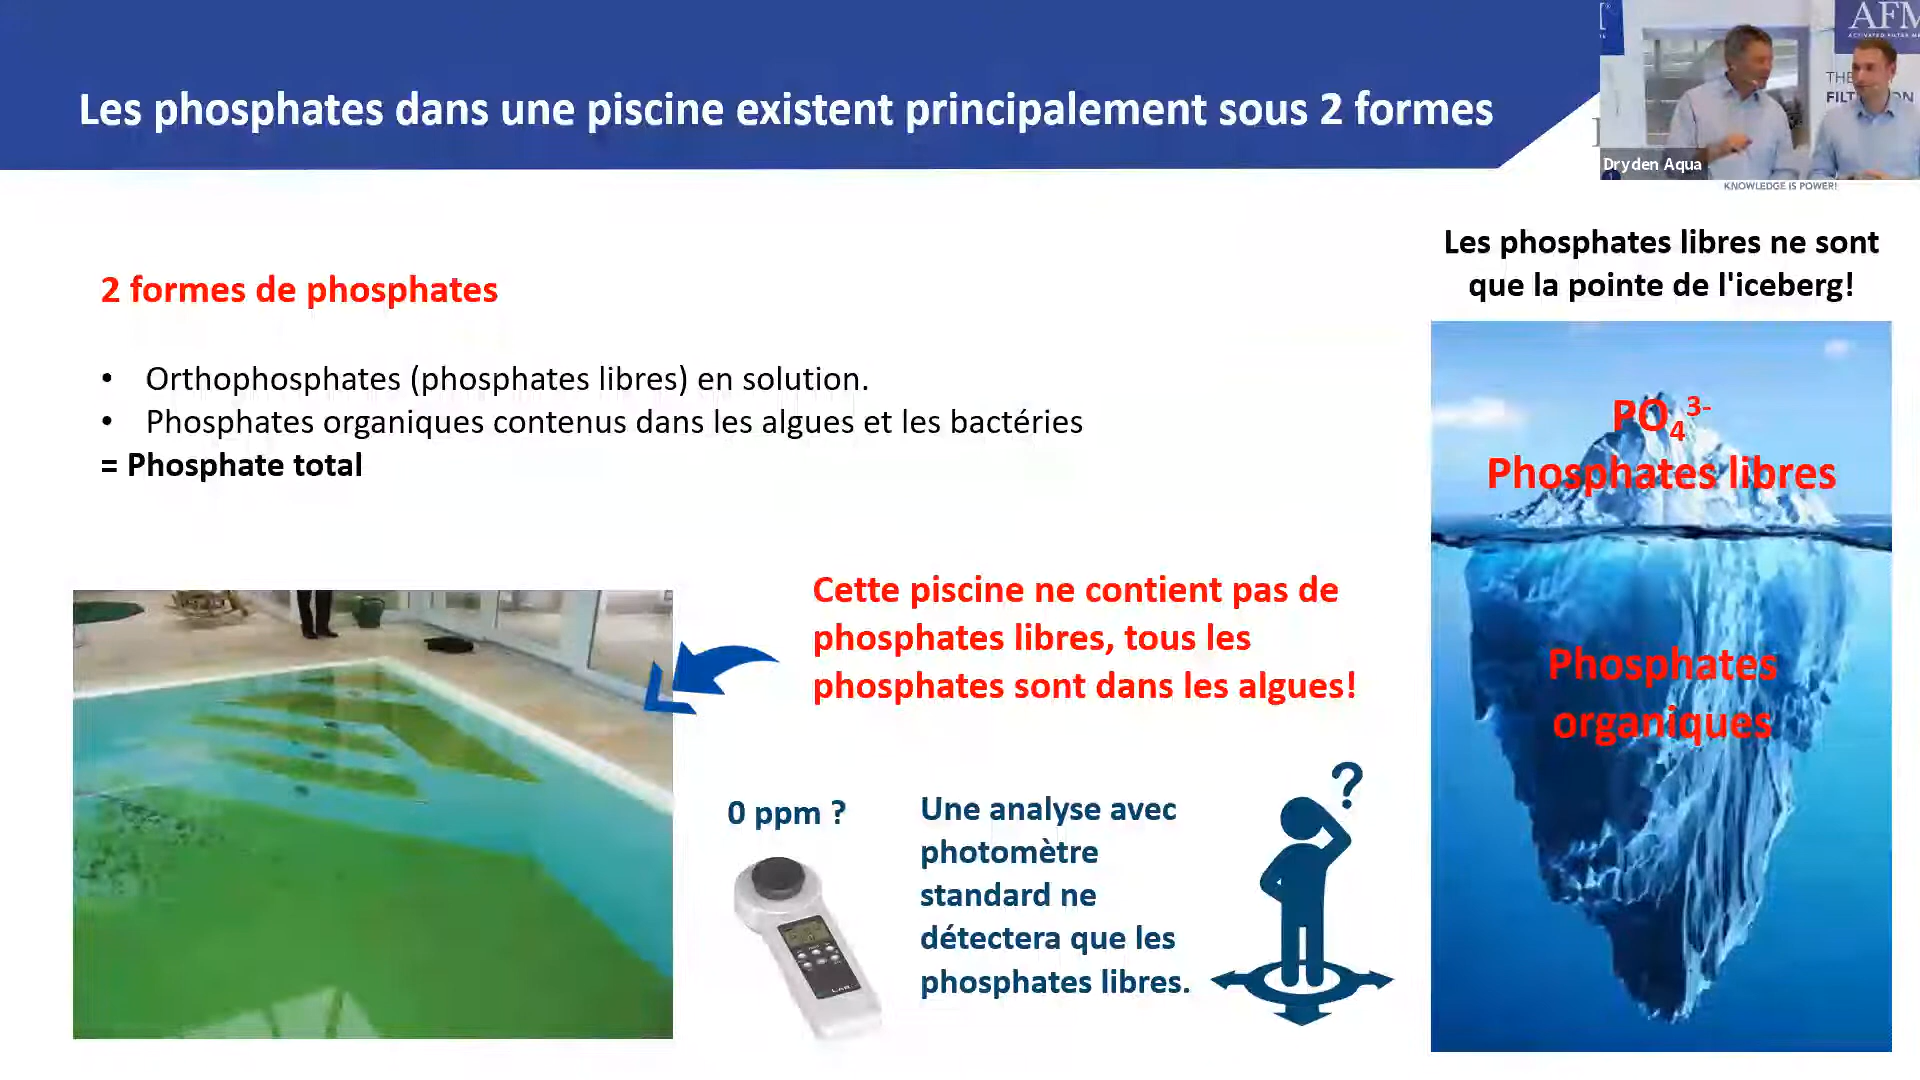 Les phosphates dans une piscine existent principalement sous 2 formes
AFM
THE
Dryden Aqua
KNOWLEDGE IS POWER!
2 formes de phosphates
• Orthophosphates (phosphates libres) en solution.
• Phosphates organiques contenus dans les algues et les bactéries
= Phosphate total
Les phosphates libres ne sont
que la pointe de l'iceberg!
PO₄³⁻
Phosphates libres
Phosphates
organiques
Cette piscine ne contient pas de
phosphates libres, tous les
phosphates sont dans les algues!
0 ppm ?
Une analyse avec
photomètre
standard ne
détectera que les
phosphates libres.
?